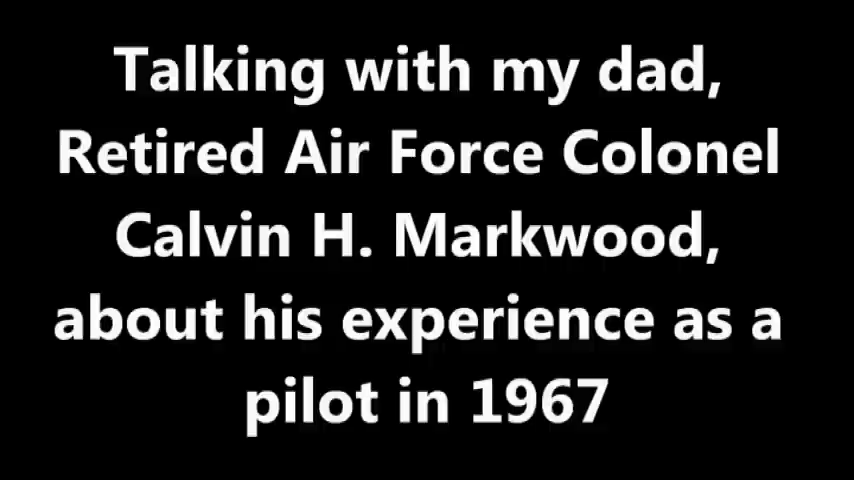 Talking with my dad,
Retired Air Force Colonel
Calvin H. Markwood,
about his experience as a
pilot in 1967